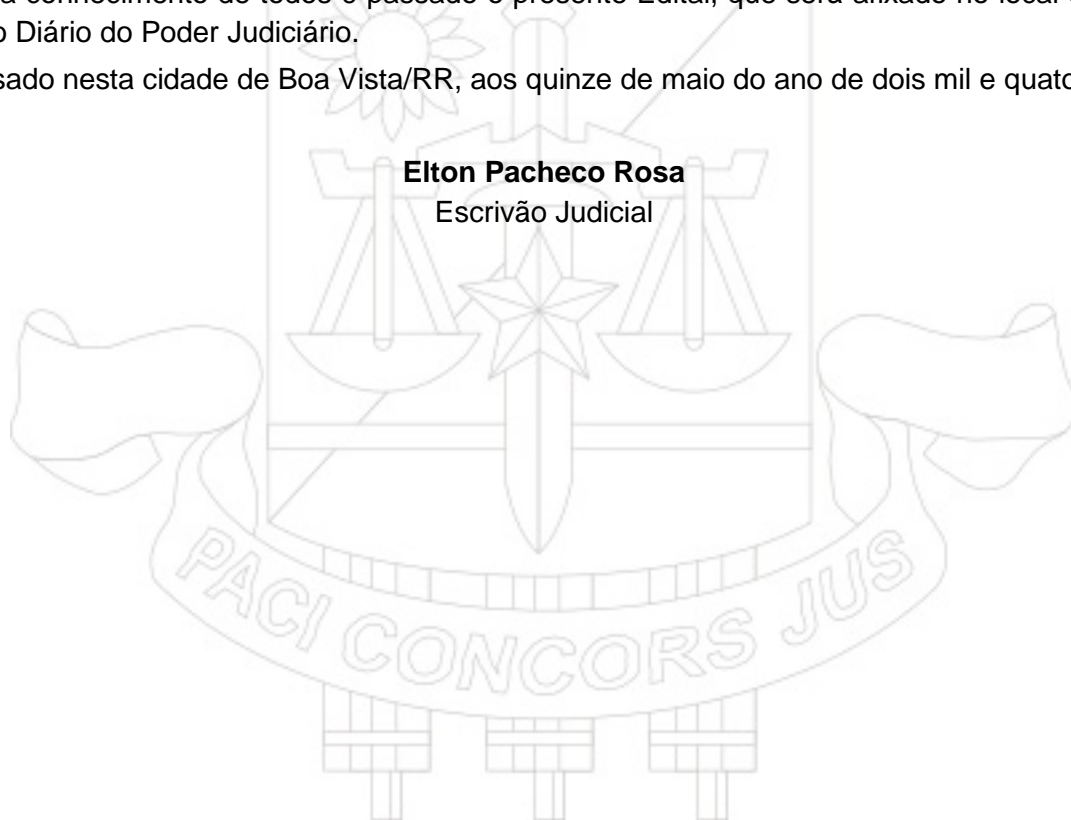 a conhecimento de todos é passado o presente Edital, que será afixado no local
o Diário do Poder Judiciário.
sado nesta cidade de Boa Vista/RR, aos quinze de maio do ano de dois mil e quato
Elton Pacheco Rosa
Escrivão Judicial
PACI CONCORS JUS